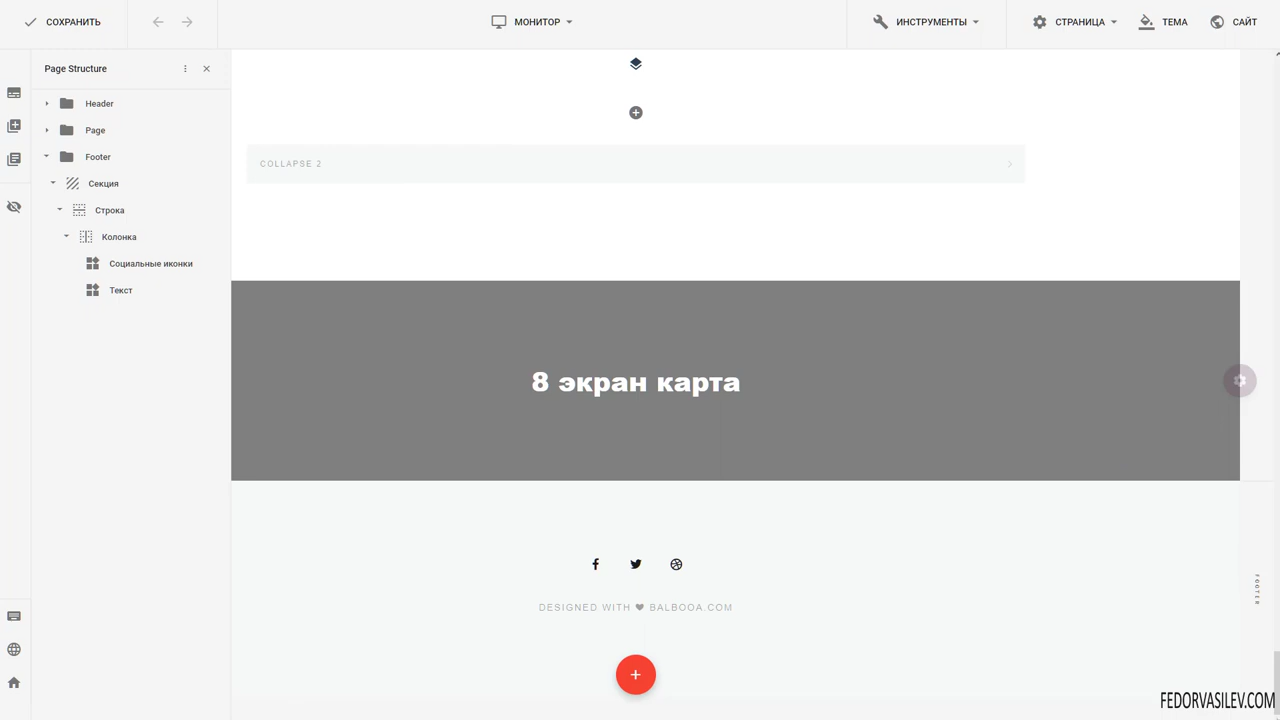 СОХРАНИТЬ
МОНИТОР
ИНСТРУМЕНТЫ
СТРАНИЦА
ТЕМА
САЙТ
Page Structure
Header
Page
Footer
Секция
Строка
Колонка
Социальные иконки
Текст
COLLAPSE 2
8 экран карта
DESIGNED WITH ♥ BALBOOA.COM
FOOTER
FEDORVASILEV.COM